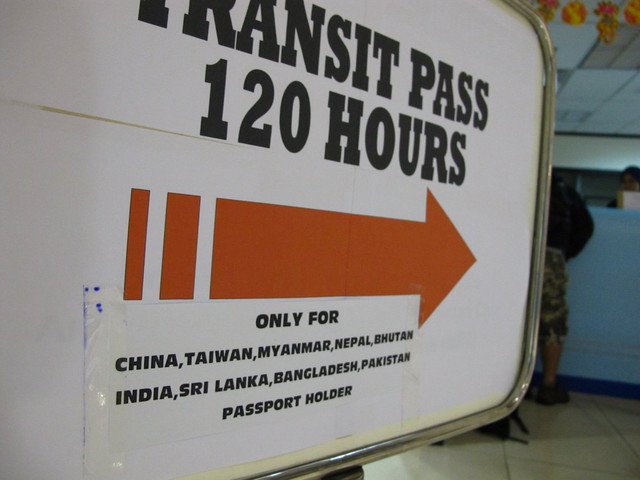 TRANSIT PASS
120 HOURS
ONLY FOR
CHINA,TAIWAN,MYANMAR,NEPAL,BHUTAN
INDIA,SRI LANKA,BANGLADESH,PAKISTAN
PASSPORT HOLDER